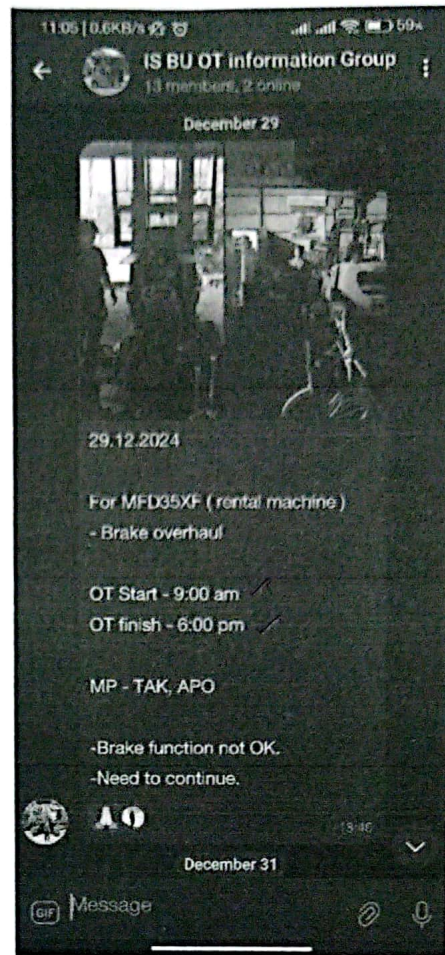 11:05 | 0.6KB/s
59%
IS BU OT information Group
13 members, 2 online
December 29
29.12.2024
For MFD35XF ( rental machine )
- Brake overhaul
OT Start - 9:00 am
OT finish - 6:00 pm
MP - TAK, APO
-Brake function not OK.
-Need to continue.
December 31
GIF
Message